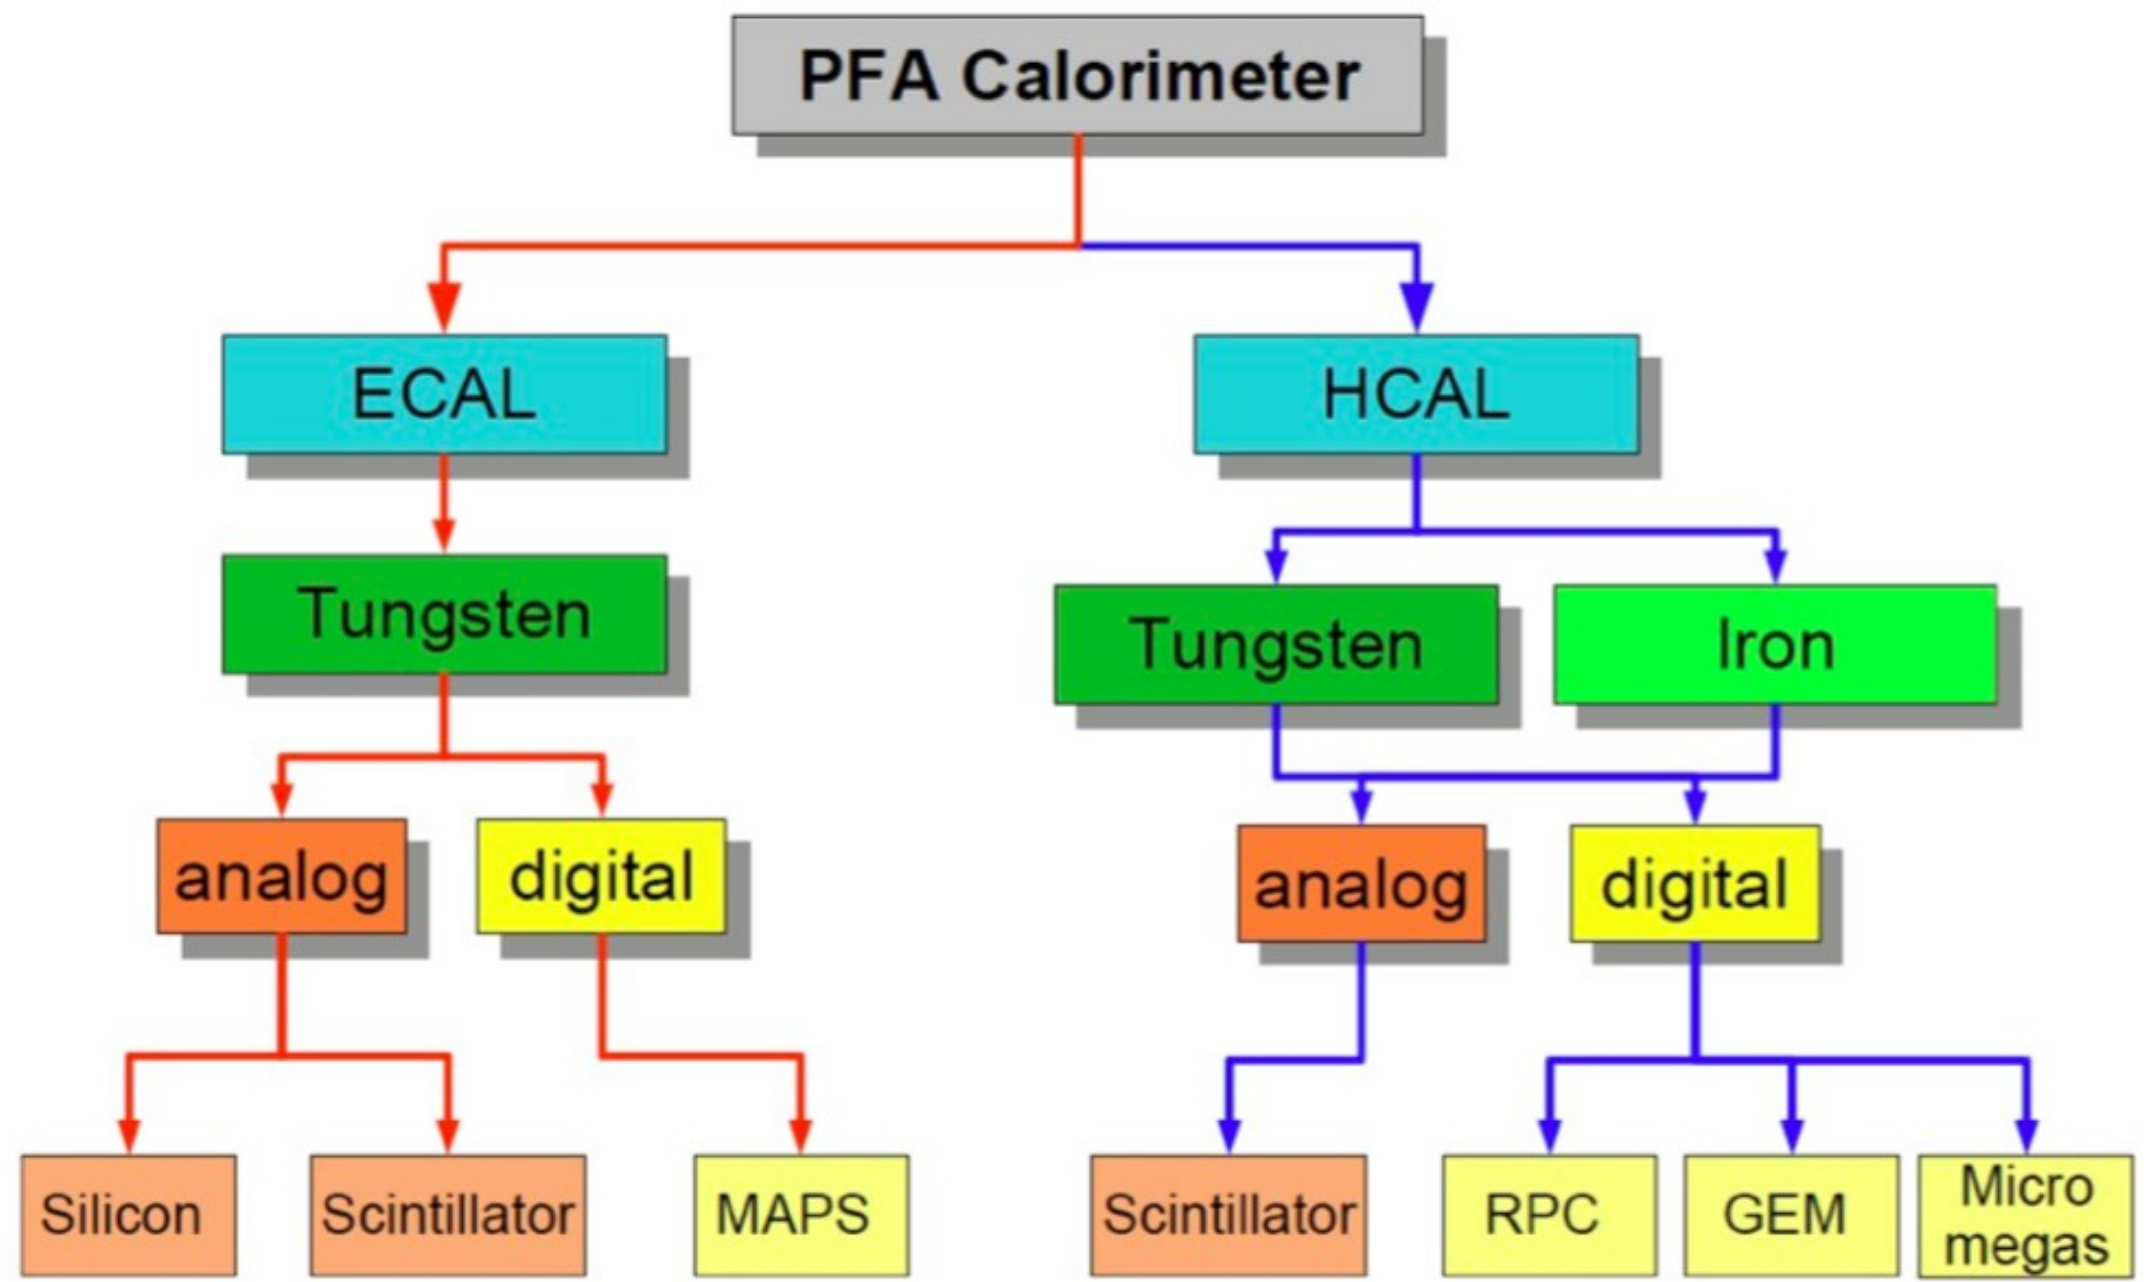 PFA Calorimeter
ECAL
HCAL
Tungsten
Tungsten
Iron
analog
digital
analog
digital
Silicon
Scintillator
MAPS
Scintillator
RPC
GEM
Micro
megas